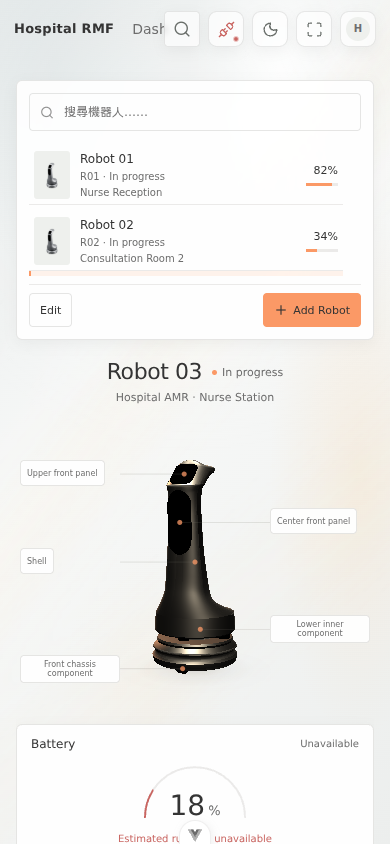 Hospital RMF
Dash
H
搜尋機器人……
Robot 01
R01 · In progress
Nurse Reception
82%
Robot 02
R02 · In progress
Consultation Room 2
34%
Edit
Add Robot
Robot 03
In progress
Hospital AMR · Nurse Station
Upper front panel
Center front panel
Shell
Lower inner
component
Front chassis
component
Battery
Unavailable
18 %
Estimated unavailable